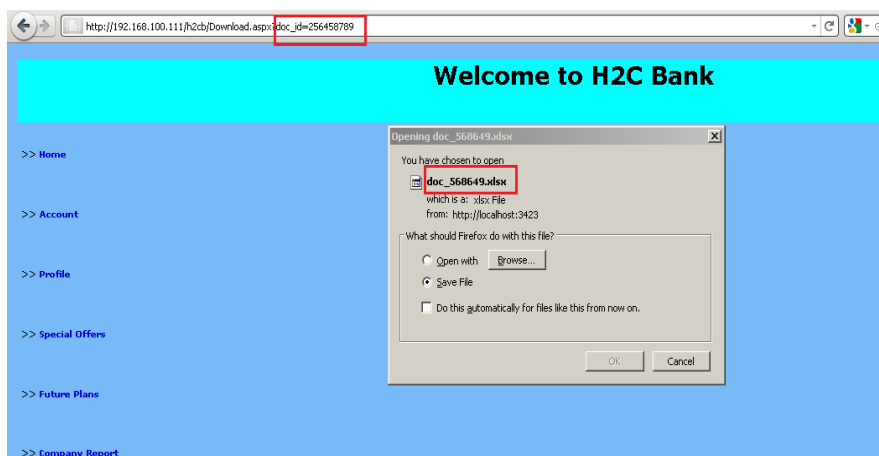 http://192.168.100.111/h2cb/Download.aspx?doc_id=256458789
Welcome to H2C Bank
>> Home
>> Account
>> Profile
>> Special Offers
>> Future Plans
>> Company Report
Opening doc_568649.xlsx
You have chosen to open
doc_568649.xlsx
which is a: xlsx File
from: http://localhost:3423
What should Firefox do with this file?
Open with Browse...
Save File
Do this automatically for files like this from now on.
OK Cancel